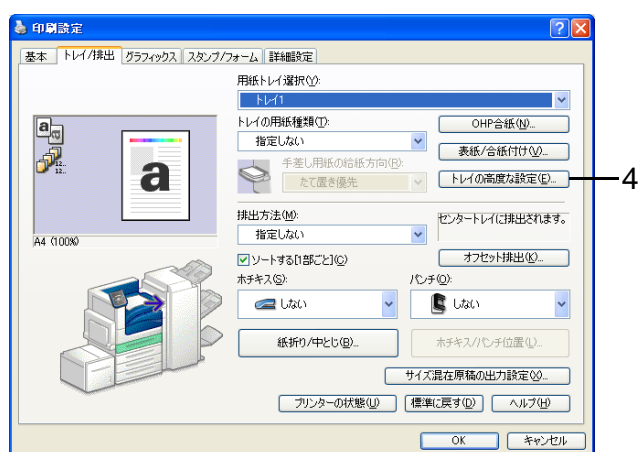 印刷設定
基本 トレイ/排出 グラフィックス スタンプ/フォーム 詳細設定
用紙トレイ選択(Y):
トレイ1
トレイの用紙種類(T):
指定しない
OHP合紙(N)...
表紙/合紙付け(V)...
手差し用紙の給紙方向(R):
たて置き優先
トレイの高度な設定(E)...
4
a
a
12..
12..
a
A4 (100%)
排出方法(M):
指定しない
センタートレイに排出されます。
ソートする[1部ごと](C)
オフセット排出(K)...
ホチキス(S):
しない
パンチ(O):
しない
紙折り/中とじ(B)...
ホチキス/パンチ位置(L)...
サイズ混在原稿の出力設定(X)...
プリンターの状態(U)
標準に戻す(D)
ヘルプ(H)
OK
キャンセル